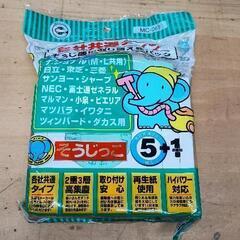 各社共通タイプ
ナショナル(M・L共用)
日立・東芝・三菱
サンヨー・シャープ
NEC・富士通ゼネラル
マルマン・小泉・ピエリア
マツバラ・イワタニ
ツインバード・ダカス用
そうじっこ
5+1
各社共通
タイプ
2重3層
高集塵
取り付け
安心
再生紙
使用
ハイパワー
対応